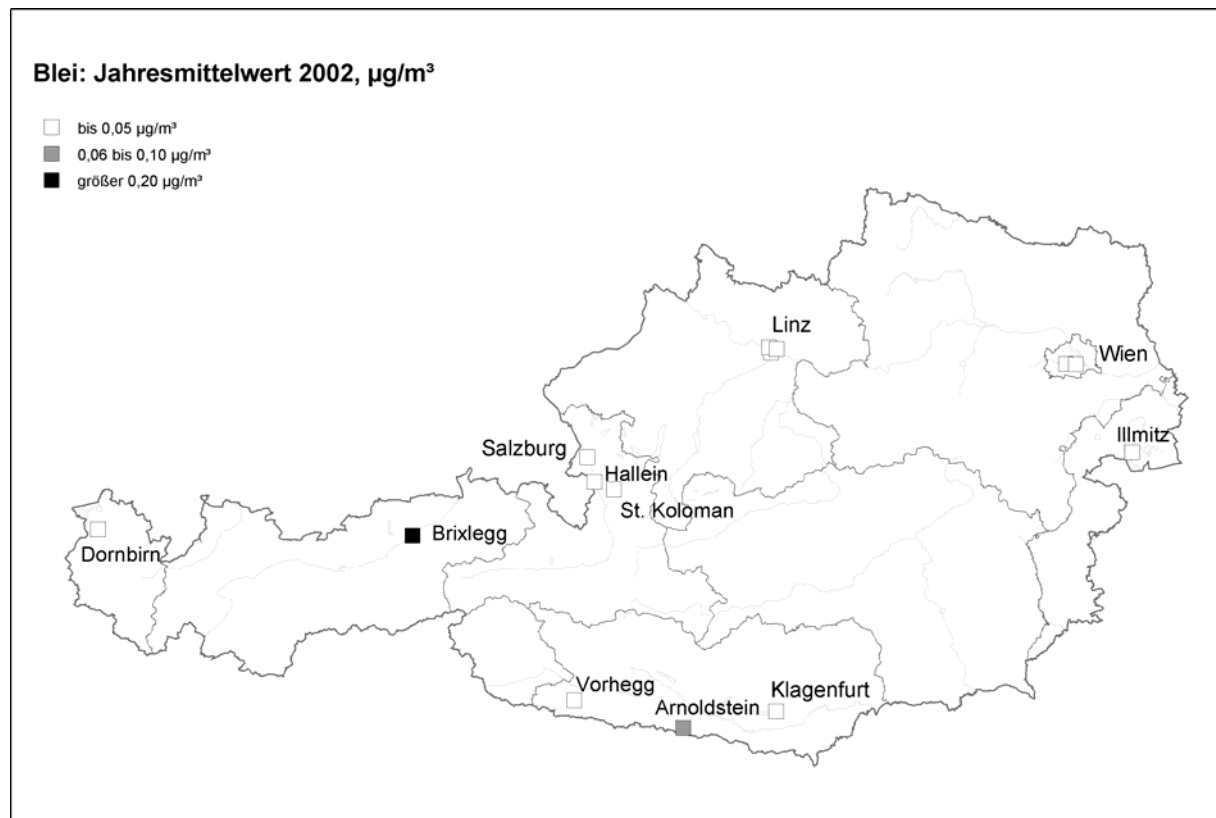 Blei: Jahresmittelwert 2002, µg/m³
bis 0,05 µg/m³
0,06 bis 0,10 µg/m³
größer 0,20 µg/m³
Linz
Wien
Salzburg
Illmitz
Hallein
St. Koloman
Brixlegg
Dornbirn
Vorhegg
Klagenfurt
Arnoldstein